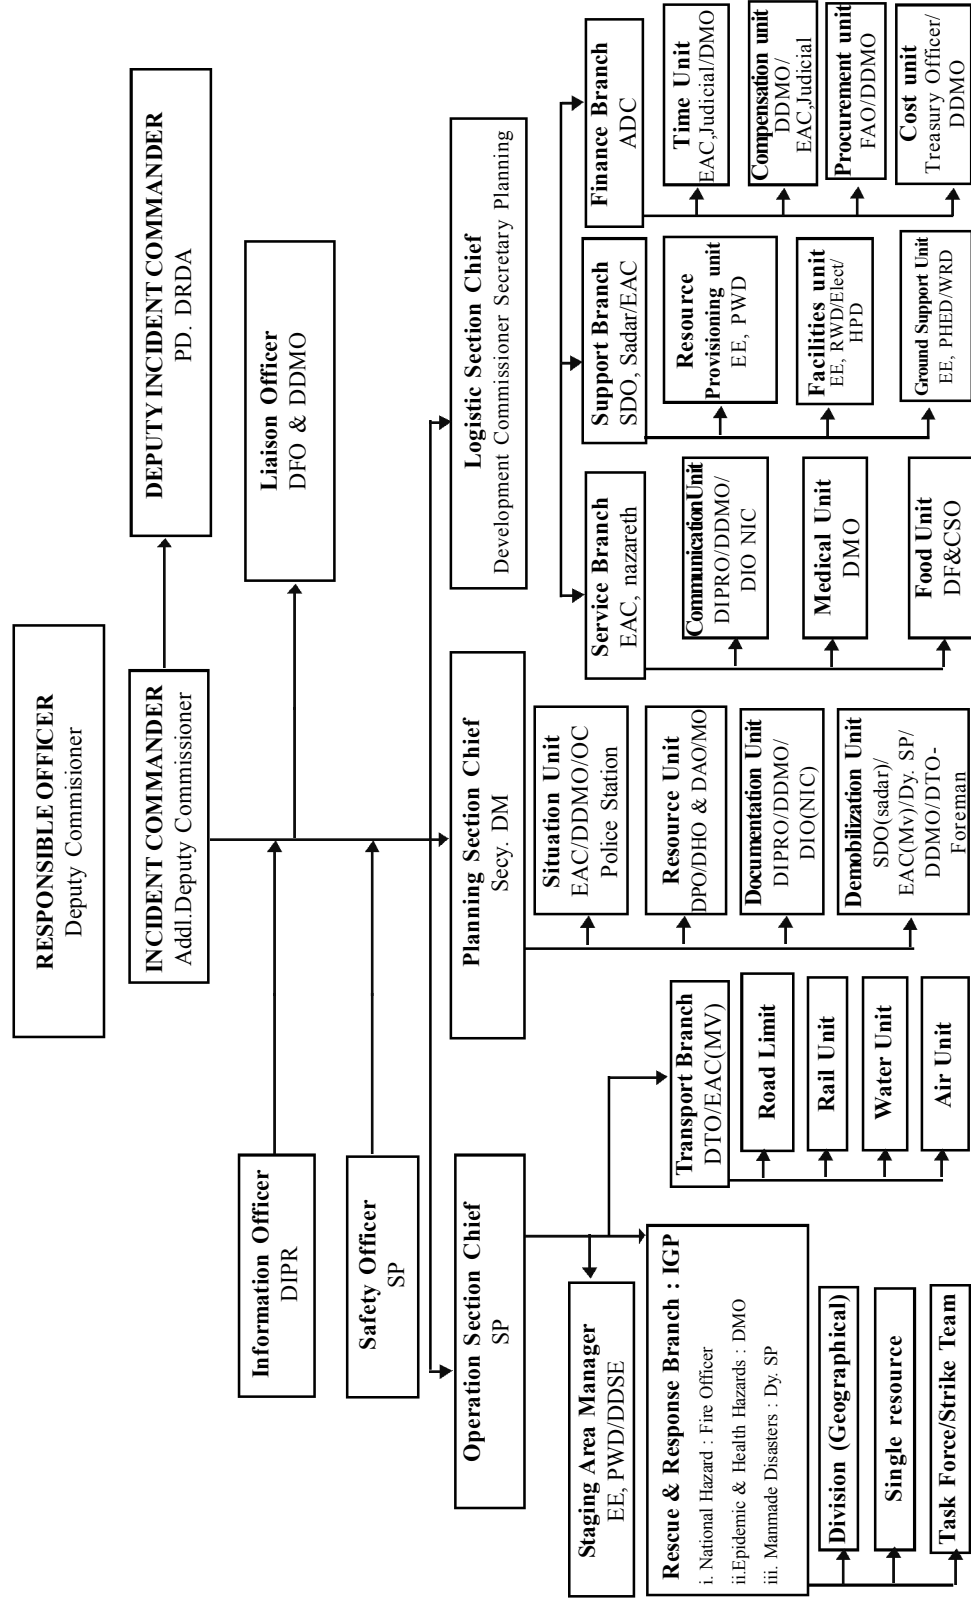 RESPONSIBLE OFFICER
Deputy Commisioner
INCIDENT COMMANDER
Addl.Deputy Commissioner
DEPUTY INCIDENT COMMANDER
PD. DRDA
Information Officer
DIPR
Liaison Officer
DFO & DDMO
Safety Officer
SP
Operation Section Chief
SP
Planning Section Chief
Secy. DM
Logistic Section Chief
Development Commissioner Secretary Planning
Staging Area Manager
EE, PWD/DDSE
Rescue & Response Branch : IGP
i. National Hazard : Fire Officer
ii.Epidemic & Health Hazards : DMO
iii. Manmade Disasters : Dy. SP
Division (Geographical)
Single resource
Task Force/Strike Team
Transport Branch
DTO/EAC(MV)
Road Limit
Rail Unit
Water Unit
Air Unit
Situation Unit
EAC/DDMO/OC
Police Station
Resource Unit
DPO/DHO & DAO/MO
Documentation Unit
DIPRO/DDMO/
DIO(NIC)
Demobilization Unit
SDO(sadar)/
EAC(Mv)/Dy. SP/
DDMO/DTO-
Foreman
Service Branch
EAC, nazareth
Communication Unit
DIPRO/DDMO/
DIO NIC
Medical Unit
DMO
Food Unit
DF&CSO
Support Branch
SDO, Sadar/EAC
Resource
Provisioning unit
EE, PWD
Facilities unit
EE, RWD/Elect/
HPD
Ground Support Unit
EE, PHED/WRD
Finance Branch
ADC
Time Unit
EAC,Judicial/DMO
Compensation unit
DDMO/
EAC,Judicial
Procurement unit
FAO/DDMO
Cost unit
Treasury Officer/
DDMO